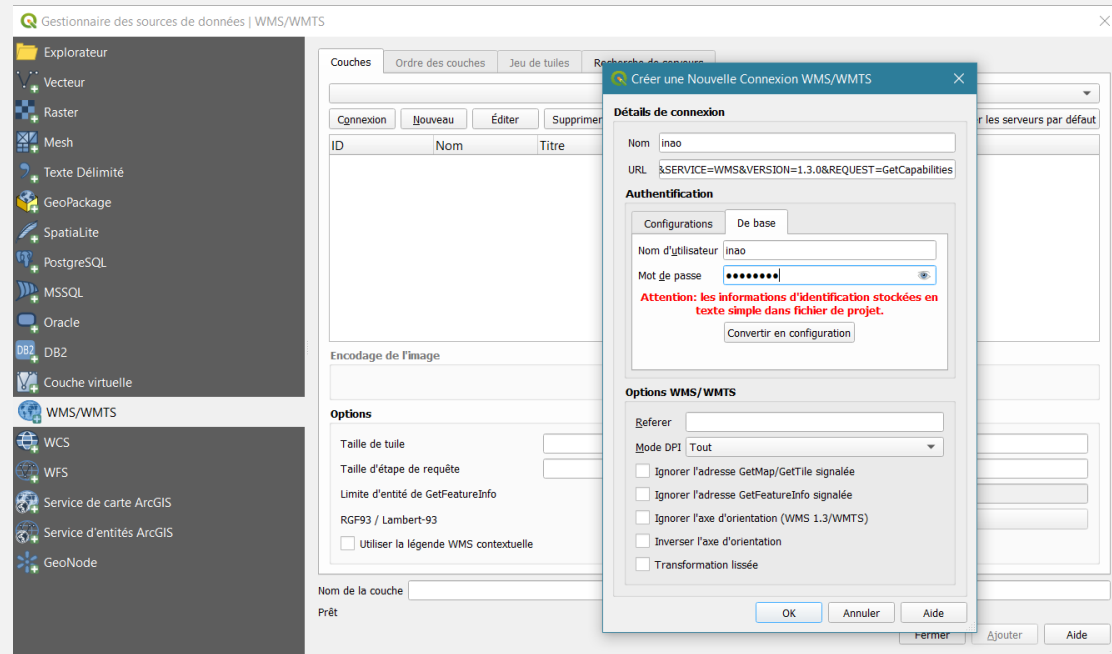 Gestionnaire des sources de données | WMS/WMTS
Explorateur
Vecteur
Raster
Mesh
Texte Délimité
GeoPackage
SpatiaLite
PostgreSQL
MSSQL
Oracle
DB2
DB2
Couche virtuelle
WMS/WMTS
WCS
WFS
Service de carte ArcGIS
Service d'entités ArcGIS
GeoNode
Couches
Ordre des couches
Jeu de tuiles
Connexion
Nouveau
Éditer
Supprimer
r les serveurs par défaut
ID
Nom
Titre
Encodage de l'image
Options
Taille de tuile
Taille d'étape de requête
Limite d'entité de GetFeatureInfo
RGF93 / Lambert-93
Utiliser la légende WMS contextuelle
Nom de la couche
Prêt
Fermer
Ajouter
Aide
Créer une Nouvelle Connexion WMS/WMTS
Détails de connexion
Nom inao
URL &SERVICE=WMS&VERSION=1.3.0&REQUEST=GetCapabilities
Authentification
Configurations
De base
Nom d'utilisateur inao
Mot de passe ••••••••
Attention: les informations d'identification stockées en
texte simple dans fichier de projet.
Convertir en configuration
Options WMS/WMTS
Referer
Mode DPI Tout
Ignorer l'adresse GetMap/GetTile signalée
Ignorer l'adresse GetFeatureInfo signalée
Ignorer l'axe d'orientation (WMS 1.3/WMTS)
Inverser l'axe d'orientation
Transformation lissée
OK
Annuler
Aide